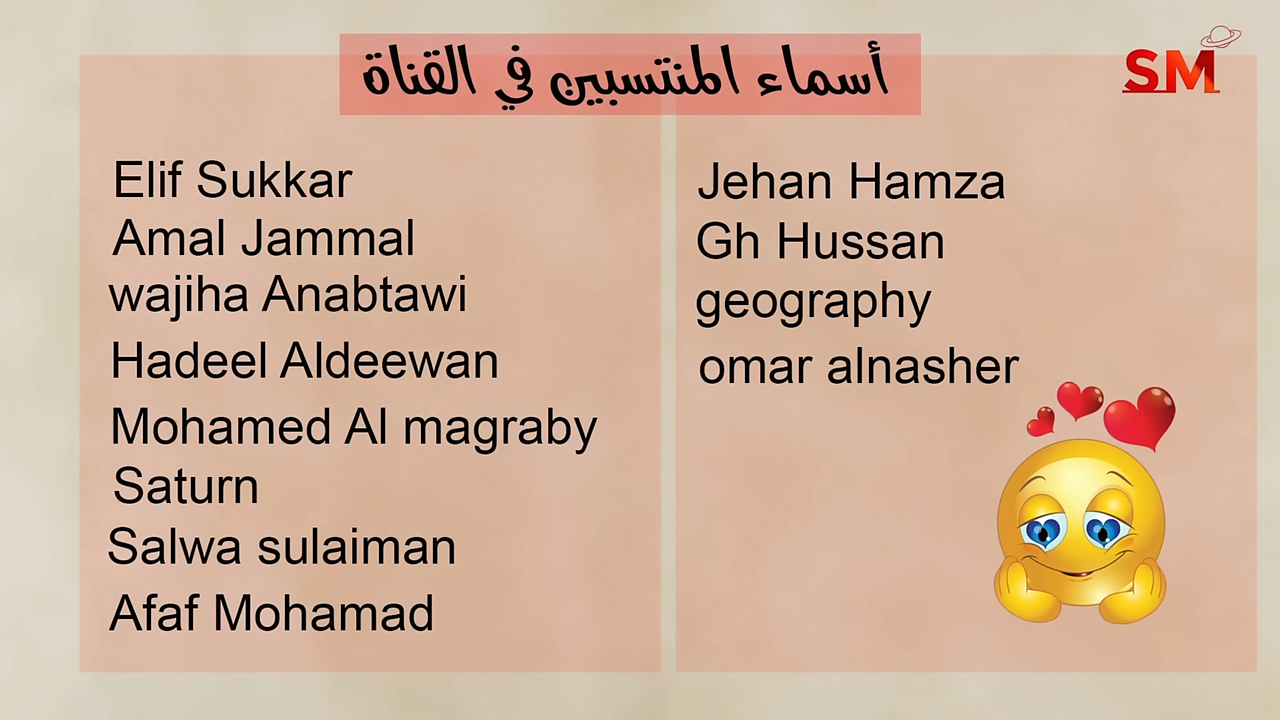 أسماء المنتسبين في القناة
SM
Elif Sukkar
Amal Jammal
wajiha Anabtawi
Hadeel Aldeewan
Mohamed Al magraby
Saturn
Salwa sulaiman
Afaf Mohamad
Jehan Hamza
Gh Hussan
geography
omar alnasher